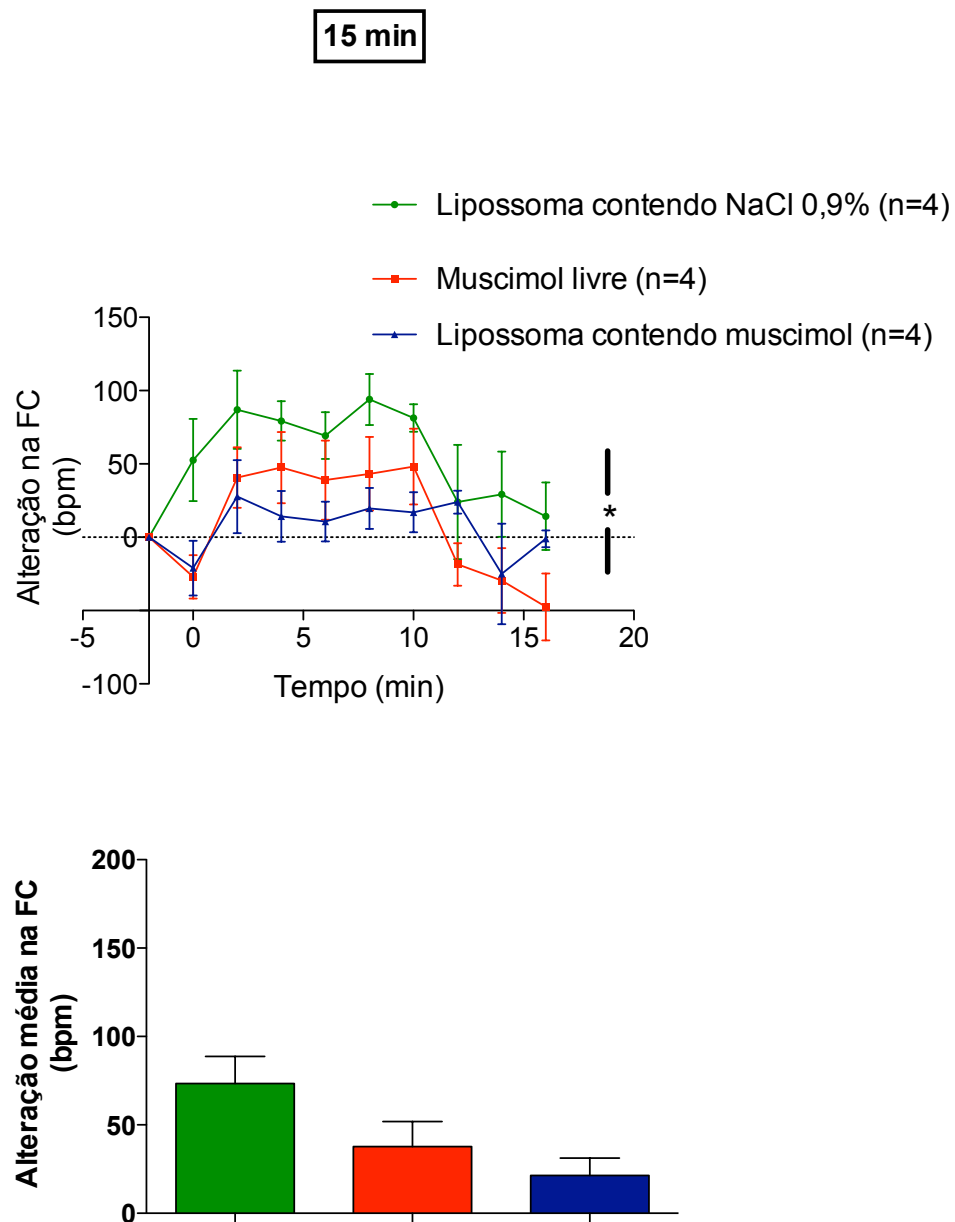 15 min
Lipossoma contendo NaCl 0,9% (n=4)
Muscimol livre (n=4)
Lipossoma contendo muscimol (n=4)
Alteração na FC
(bpm)
150
100
50
0
-100
*
-5
0
5
10
15
20
Tempo (min)
Alteração média na FC
(bpm)
200
150
100
50
0